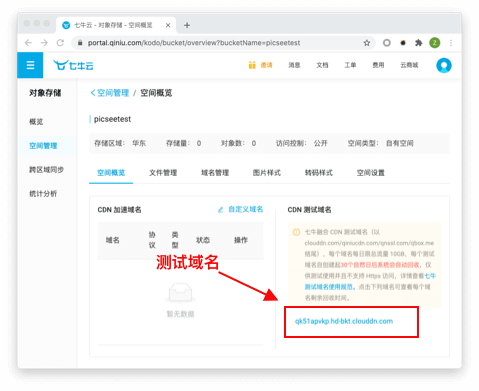 七牛云 - 对象存储 - 空间概览
portal.qiniu.com/kodo/bucket/overview?bucketName=picseetest
七牛云
邀请 消息 文档 工单 费用 云商城
对象存储
概览
空间管理
跨区域同步
统计分析
空间管理 / 空间概览
picseetest
存储区域: 华东 存储量: 0 对象数: 0 访问控制: 公开 空间类型: 自有空间
空间概览 文件管理 域名管理 图片样式 转码样式 空间设置
CDN 加速域名 自定义域名
域名 协议 类型 状态 操作
暂无数据
测试域名
CDN 测试域名
七牛融合 CDN 测试域名（以
clouddn.com/qiniucdn.com/qnssl.com/qbox.me
结尾），每个域名每日限总流量 10GB，每个测试
域名自创建起30个自然日后系统会自动回收，仅
供测试使用并且不支持 Https 访问，详情查看七牛
测试域名使用规范。点击下列域名可查看每个域
名剩余回收时间。
qk51apvkp.hd-bkt.clouddn.com